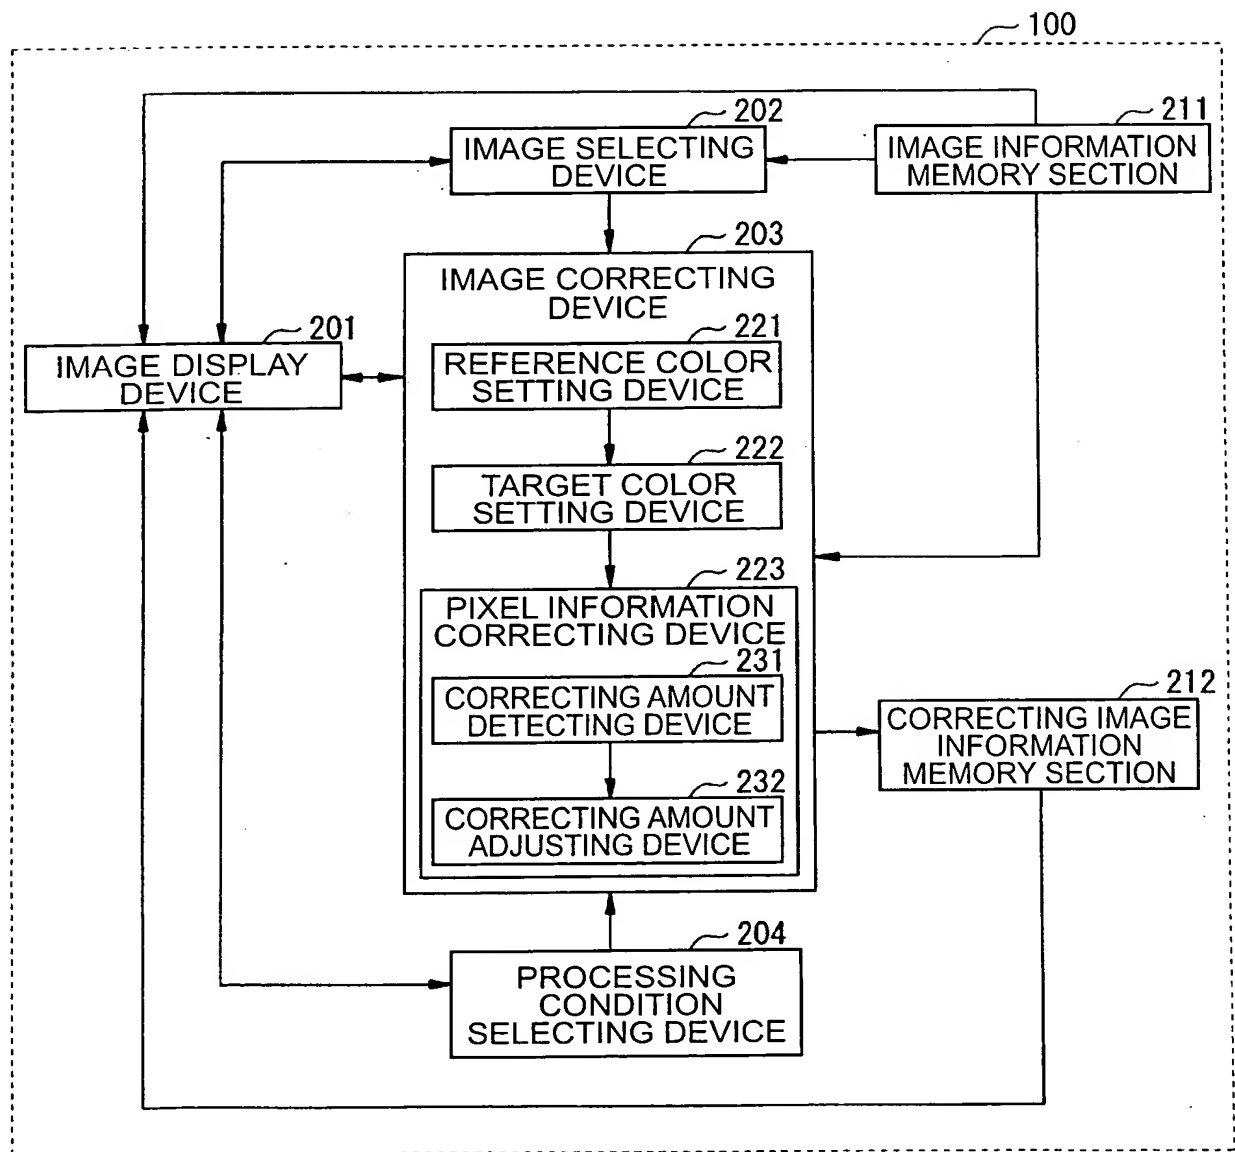 100
202
IMAGE SELECTING
DEVICE
211
IMAGE INFORMATION
MEMORY SECTION
203
IMAGE CORRECTING
DEVICE
201
IMAGE DISPLAY
DEVICE
221
REFERENCE COLOR
SETTING DEVICE
222
TARGET COLOR
SETTING DEVICE
223
PIXEL INFORMATION
CORRECTING DEVICE
231
CORRECTING AMOUNT
DETECTING DEVICE
232
CORRECTING AMOUNT
ADJUSTING DEVICE
212
CORRECTING IMAGE
INFORMATION
MEMORY SECTION
204
PROCESSING
CONDITION
SELECTING DEVICE